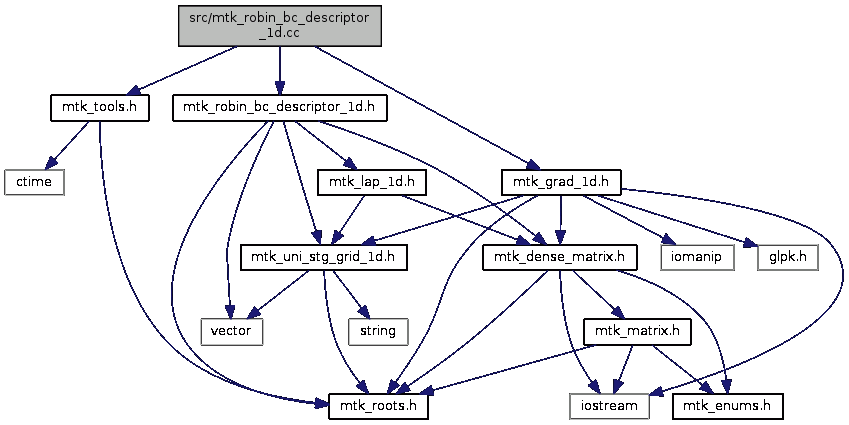 src/mtk_robin_bc_descriptor
_1d.cc
mtk_tools.h
mtk_robin_bc_descriptor_1d.h
ctime
mtk_lap_1d.h
mtk_grad_1d.h
mtk_uni_stg_grid_1d.h
mtk_dense_matrix.h
iomanip
glpk.h
vector
string
mtk_matrix.h
mtk_roots.h
iostream
mtk_enums.h